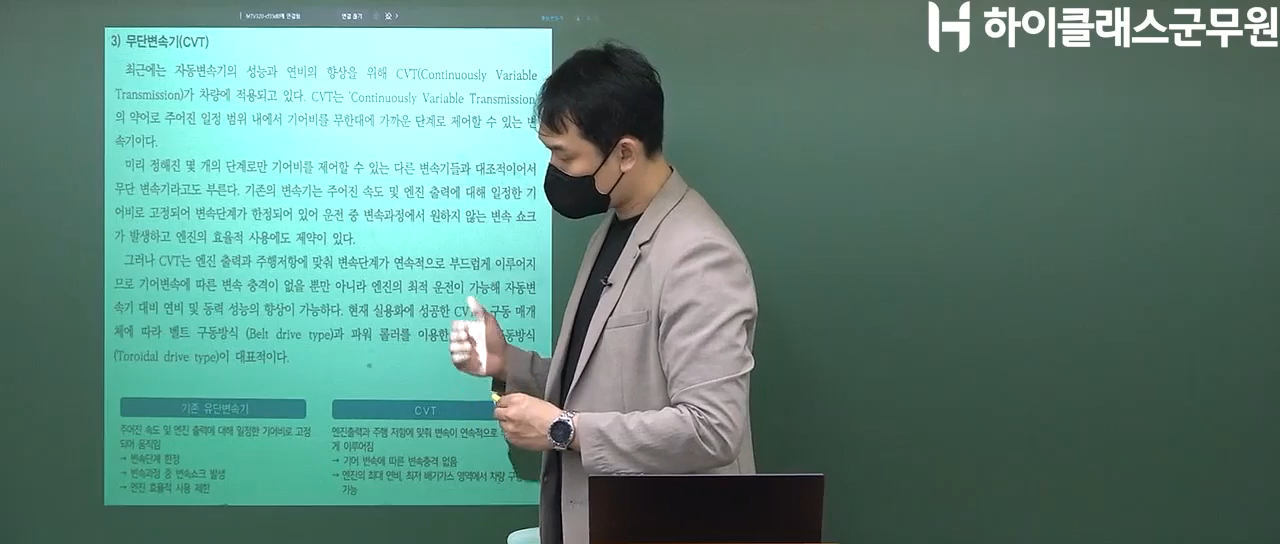 연결 끊기
하이클래스군무원
3) 무단변속기(CVT)
최근에는 자동변속기의 성능과 연비의 향상을 위해 CVT(Continuously Variable
Transmission)가 차량에 적용되고 있다. CVT는 'Continuously Variable Transmission'
의 약어로 주어진 일정 범위 내에서 기어비를 무한대에 가까운 단계로 제어할 수 있는 변
속기이다.
미리 정해진 몇 개의 단계로만 기어비를 제어할 수 있는 다른 변속기들과 대조적이어서
무단 변속기라고도 부른다. 기존의 변속기는 주어진 속도 및 엔진 출력에 대해 일정한 기
어비로 고정되어 변속단계가 한정되어 있어 운전 중 변속과정에서 원하지 않는 변속 쇼크
가 발생하고 엔진의 효율적 사용에도 제약이 있다.
그러나 CVT는 엔진 출력과 주행저항에 맞춰 변속단계가 연속적으로 부드럽게 이루어지
므로 기어변속에 따른 변속 충격이 없을 뿐만 아니라 엔진의 최적 운전이 가능해 자동변
속기 대비 연비 및 동력 성능의 향상이 가능하다. 현재 실용화에 성공한 CV 구동 매개
체에 따라 벨트 구동방식 (Belt drive type)과 파워 롤러를 이용한 구동방식
(Toroidal drive type)이 대표적이다.
기존 유단변속기
주어진 속도 및 엔진 출력에 대해 일정한 기어비로 고정
되어 움직임
→ 변속단계 한정
→ 변속과정 중 변속쇼크 발생
→ 엔진 효율적 사용 제한
CVT
엔진출력과 주행 저항에 맞춰 변속이 연속적으로
게 이루어짐
→ 기어 변속에 따른 변속충격 없음
→ 엔진의 최대 연비, 최저 배기가스 영역에서 차량 구
가능